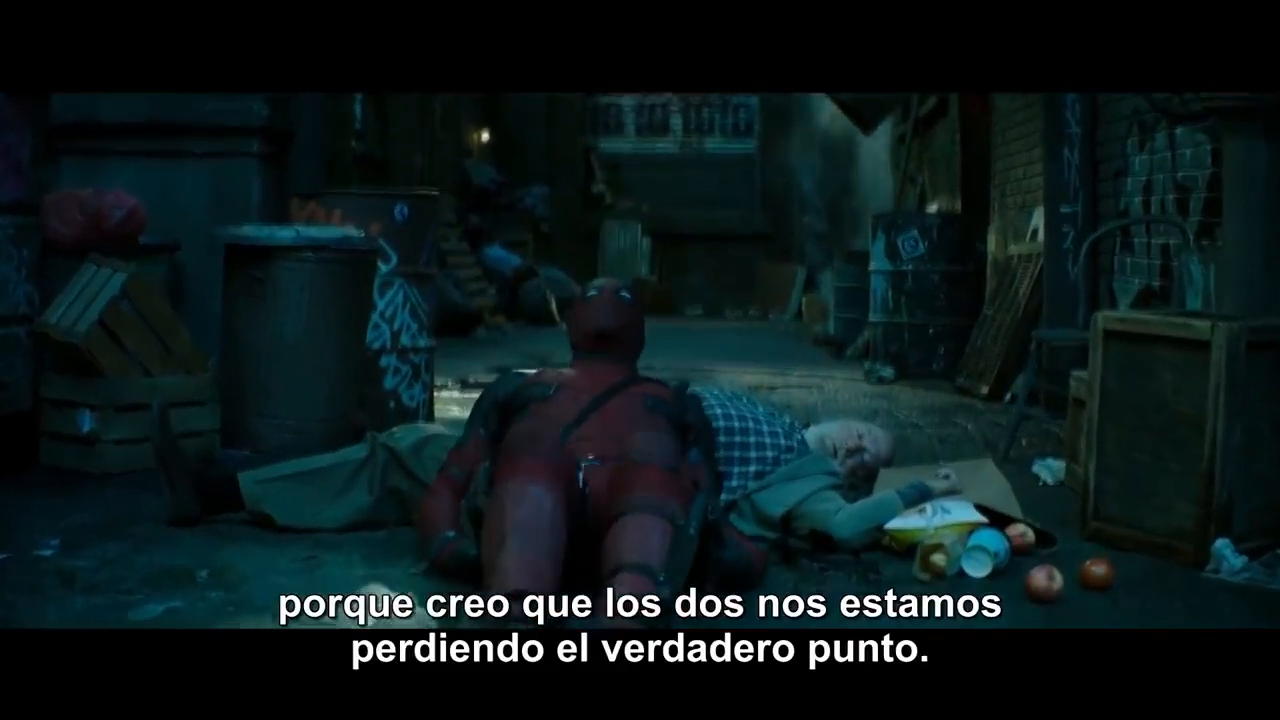 porque creo que los dos nos estamos
perdiendo el verdadero punto.